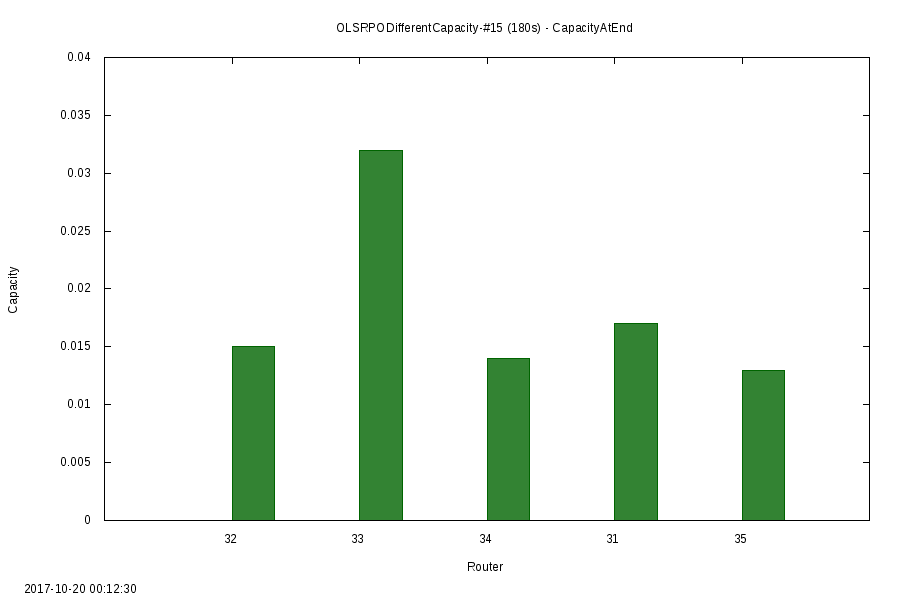 OLSRPODifferentCapacity-#15 (180s) - CapacityAtEnd
0.04
0.035
0.03
0.025
0.02
0.015
0.01
0.005
0
Capacity
32 33 34 31 35
Router
2017-10-20 00:12:30